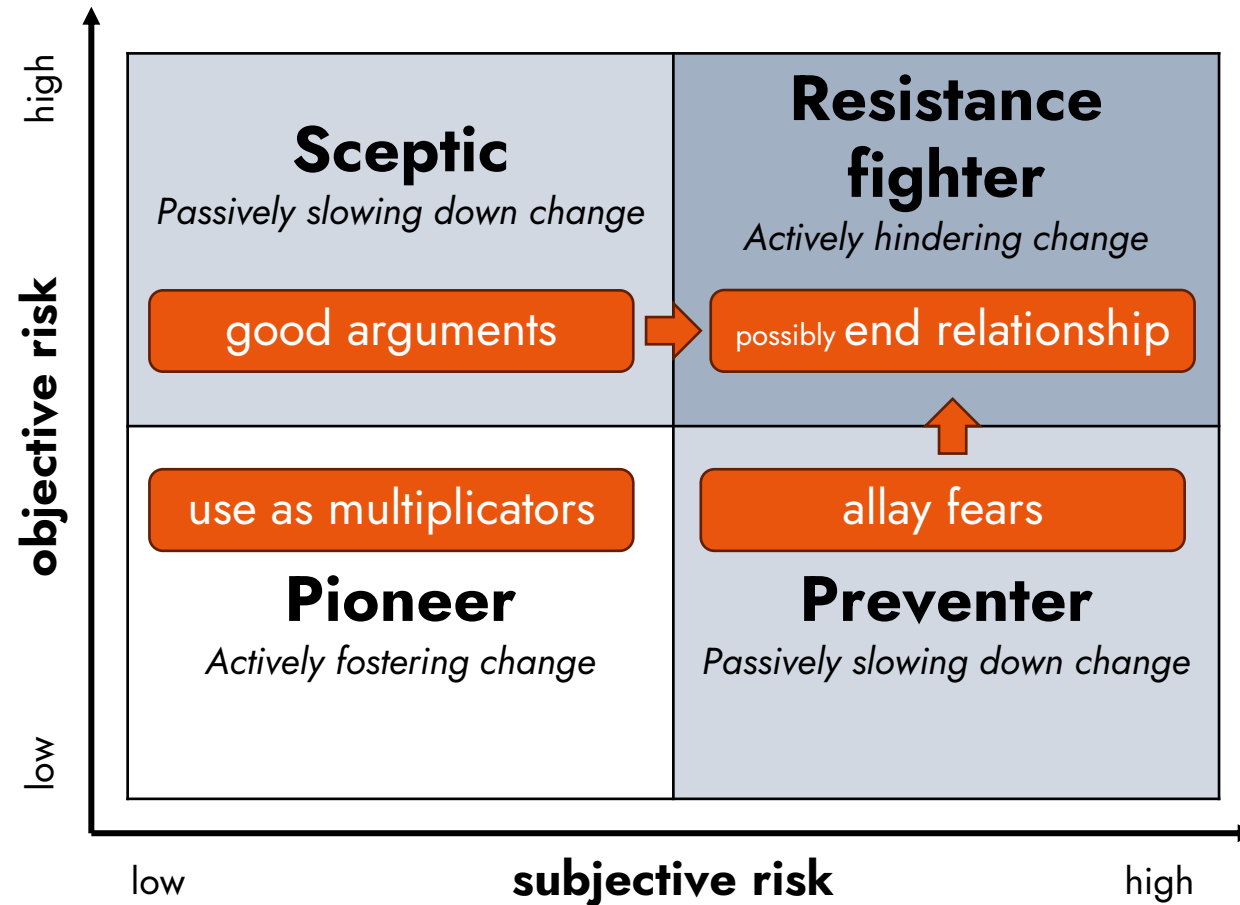 high
objective risk
low
Sceptic
Passively slowing down change
good arguments
Resistance
fighter
Actively hindering change
possibly end relationship
use as multiplicators
Pioneer
Actively fostering change
allay fears
Preventer
Passively slowing down change
low
subjective risk
high